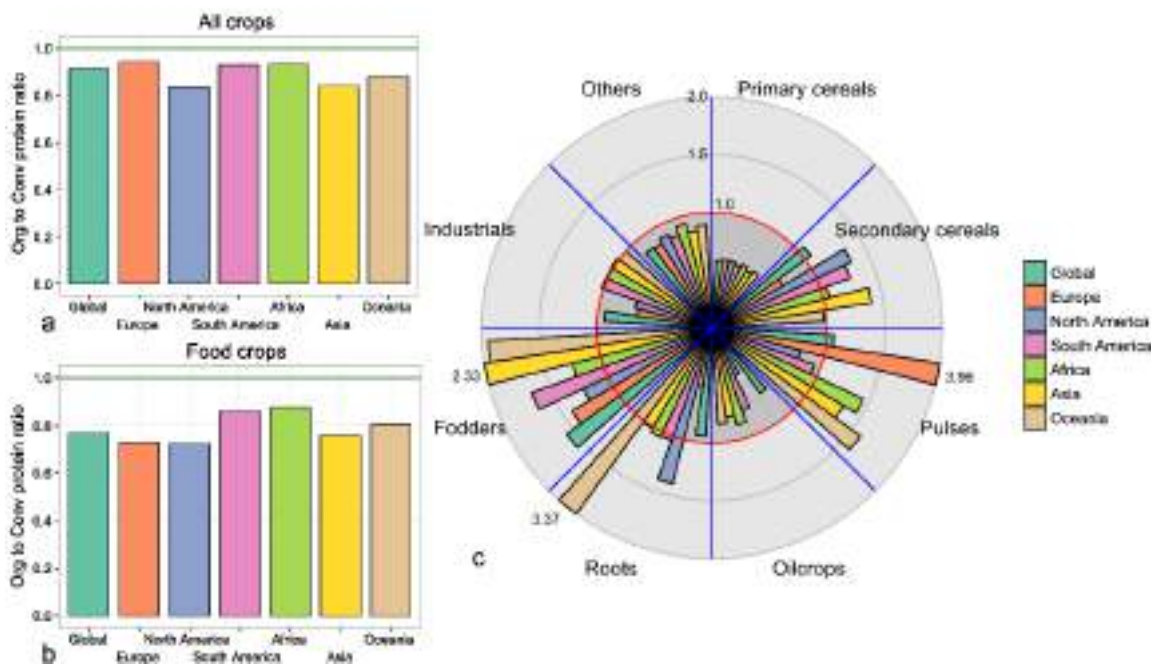 All crops
Org to Conv protein ratio
1.0
0.8
0.6
0.4
0.2
0.0
Global
North America
Africa
Oceania
Europe
South America
Asia
a
Food crops
Org to Conv protein ratio
1.0
0.8
0.6
0.4
0.2
0.0
Global
North America
Africa
Oceania
Europe
South America
Asia
b
Others
2.0
Primary cereals
1.5
1.0
Industrials
Secondary cereals
2.33
3.96
Fodders
Pulses
3.37
Roots
Oilcrops
c
Global
Europe
North America
South America
Africa
Asia
Oceania